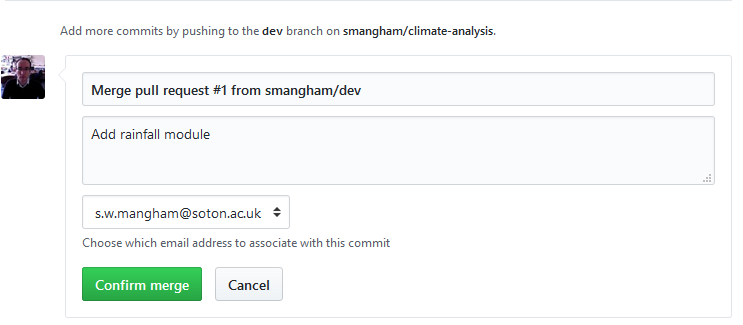 Add more commits by pushing to the dev branch on smangham/climate-analysis.
Merge pull request #1 from smangham/dev
Add rainfall module
s.w.mangham@soton.ac.uk
Choose which email address to associate with this commit
Confirm merge Cancel